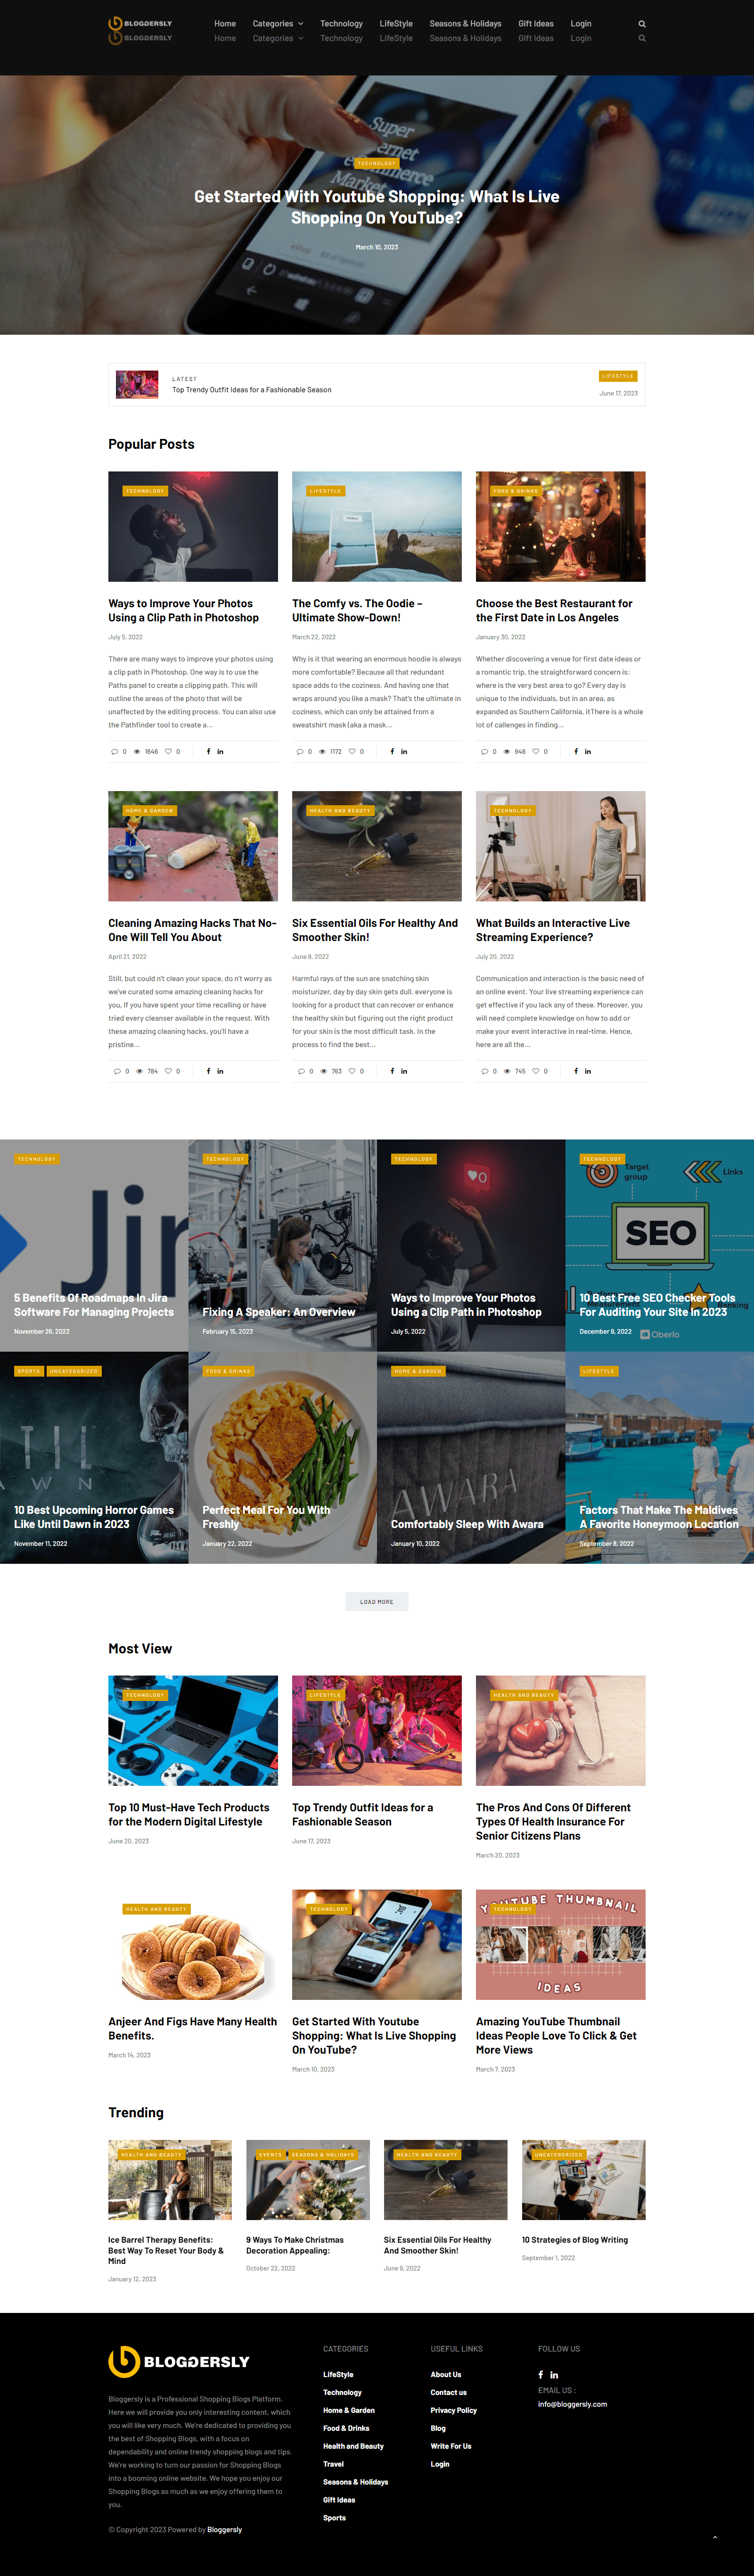 BLOGGERSLY
Home Categories Technology LifeStyle Seasons & Holidays Gift Ideas Login
BLOGGERSLY
Home Categories Technology LifeStyle Seasons & Holidays Gift Ideas Login
TECHNOLOGY
Get Started With Youtube Shopping: What Is Live
Shopping On YouTube?
March 10, 2023
LATEST
Top Trendy Outfit Ideas for a Fashionable Season
LIFESTYLE
June 17, 2023
Popular Posts
TECHNOLOGY
Ways to Improve Your Photos
Using a Clip Path in Photoshop
July 5, 2022
There are many ways to improve your photos using
a clip path in Photoshop. One way is to use the
Paths panel to create a clipping path. This will
outline the areas of the photo that will be
unaffected by the editing process. You can also use
the Pathfinder tool to create a...
0 1646 0
LIFESTYLE
The Comfy vs. The Oodie –
Ultimate Show-Down!
March 22, 2022
Why is it that wearing an enormous hoodie is always
more comfortable? Because all that redundant
space adds to the coziness. And having one that
wraps around you like a mask? That's the ultimate in
coziness, which can only be attained from a
sweatshirt mask (aka a mask...
0 1172 0
FOOD & DRINKS
Choose the Best Restaurant for
the First Date in Los Angeles
January 30, 2022
Whether discovering a venue for first date ideas or
a romantic trip, the straightforward concern is:
where is the very best area to go? Every day is
unique to the individuals, but in an area, as
expanded as Southern California, itThere is a whole
lot of callenges in finding...
0 948 0
HOME & GARDEN
Cleaning Amazing Hacks That No-
One Will Tell You About
April 21, 2022
Still, but could n't clean your space, do n't worry as
we've curated some amazing cleaning hacks for
you, If you have spent your time recalling or have
tried every cleanser available in the request. With
these amazing cleaning hacks, you'll have a
pristine...
0 784 0
HEALTH AND BEAUTY
Six Essential Oils For Healthy And
Smoother Skin!
June 9, 2022
Harmful rays of the sun are snatching skin
moisturizer, day by day skin gets dull. everyone is
looking for a product that can recover or enhance
the healthy skin but figuring out the right product
for your skin is the most difficult task. In the
process to find the best...
0 763 0
TECHNOLOGY
What Builds an Interactive Live
Streaming Experience?
July 20, 2022
Communication and interaction is the basic need of
an online event. Your live streaming experience can
get effective if you lack any of these. Moreover, you
will need complete knowledge on how to add or
make your event interactive in real-time. Hence,
here are all the...
0 745 0
TECHNOLOGY
5 Benefits Of Roadmaps In Jira
Software For Managing Projects
November 26, 2022
TECHNOLOGY
Fixing A Speaker: An Overview
February 15, 2023
TECHNOLOGY
Ways to Improve Your Photos
Using a Clip Path in Photoshop
July 5, 2022
TECHNOLOGY
Target
group
Links
SEO
Measurement
Ranking
10 Best Free SEO Checker Tools
For Auditing Your Site In 2023
December 9, 2022
Oberlo
SPORTS UNCATEGORIZED
10 Best Upcoming Horror Games
Like Until Dawn in 2023
November 11, 2022
FOOD & DRINKS
Perfect Meal For You With
Freshly
January 22, 2022
HOME & GARDEN
AWARA
Comfortably Sleep With Awara
January 10, 2022
LIFESTYLE
Factors That Make The Maldives
A Favorite Honeymoon Location
September 8, 2022
LOAD MORE
Most View
TECHNOLOGY
Top 10 Must-Have Tech Products
for the Modern Digital Lifestyle
June 20, 2023
LIFESTYLE
Top Trendy Outfit Ideas for a
Fashionable Season
June 17, 2023
HEALTH AND BEAUTY
The Pros And Cons Of Different
Types Of Health Insurance For
Senior Citizens Plans
March 20, 2023
HEALTH AND BEAUTY
Anjeer And Figs Have Many Health
Benefits.
March 14, 2023
TECHNOLOGY
Get Started With Youtube
Shopping: What Is Live Shopping
On YouTube?
March 10, 2023
YOUTUBE THUMBNAIL
TECHNOLOGY
IDEAS
Amazing YouTube Thumbnail
Ideas People Love To Click & Get
More Views
March 7, 2023
Trending
HEALTH AND BEAUTY
Ice Barrel Therapy Benefits:
Best Way To Reset Your Body &
Mind
January 12, 2023
EVENTS SEASONS & HOLIDAYS
9 Ways To Make Christmas
Decoration Appealing:
October 22, 2022
HEALTH AND BEAUTY
Six Essential Oils For Healthy
And Smoother Skin!
June 9, 2022
UNCATEGORIZED
10 Strategies of Blog Writing
September 1, 2022
BLOGGERSLY
Bloggersly is a Professional Shopping Blogs Platform.
Here we will provide you only interesting content, which
you will like very much. We're dedicated to providing you
the best of Shopping Blogs, with a focus on
dependability and online trendy shopping blogs and tips.
We're working to turn our passion for Shopping Blogs
into a booming online website. We hope you enjoy our
Shopping Blogs as much as we enjoy offering them to
you.
© Copyright 2023 Powered by Bloggersly
CATEGORIES
LifeStyle
Technology
Home & Garden
Food & Drinks
Health and Beauty
Travel
Seasons & Holidays
Gift Ideas
Sports
USEFUL LINKS
About Us
Contact us
Privacy Policy
Blog
Write For Us
Login
FOLLOW US
EMAIL US :
info@bloggersly.com